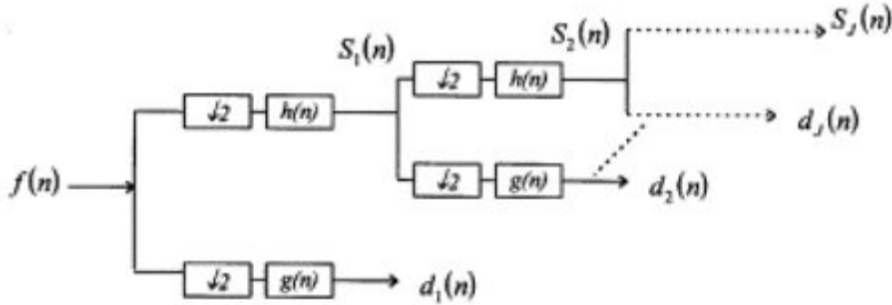 S_J(n)
S_1(n)
S_2(n)
↓2 h(n)
↓2 h(n)
d_J(n)
f(n)
↓2 g(n)
d_2(n)
↓2 g(n)
d_1(n)